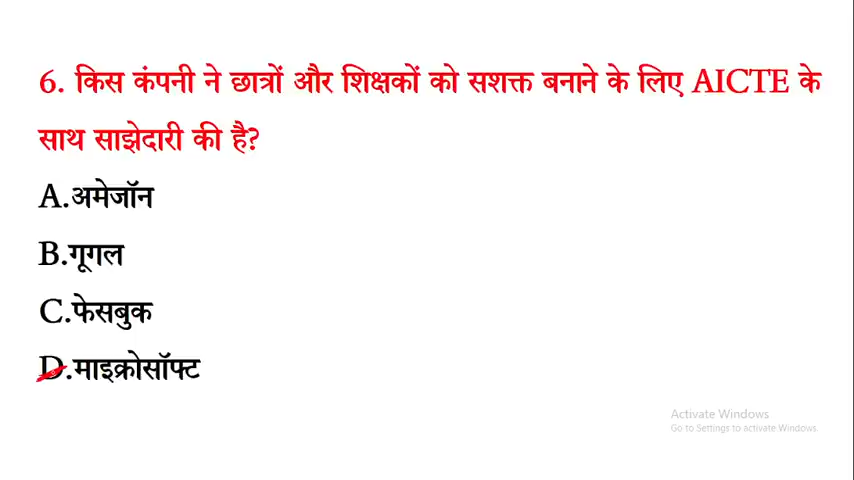 6. किस कंपनी ने छात्रों और शिक्षकों को सशक्त बनाने के लिए AICTE के
साथ साझेदारी की है?
A.अमेजॉन
B.गूगल
C.फेसबुक
D.माइक्रोसॉफ्ट
Activate Windows
Go to Settings to activate Windows.